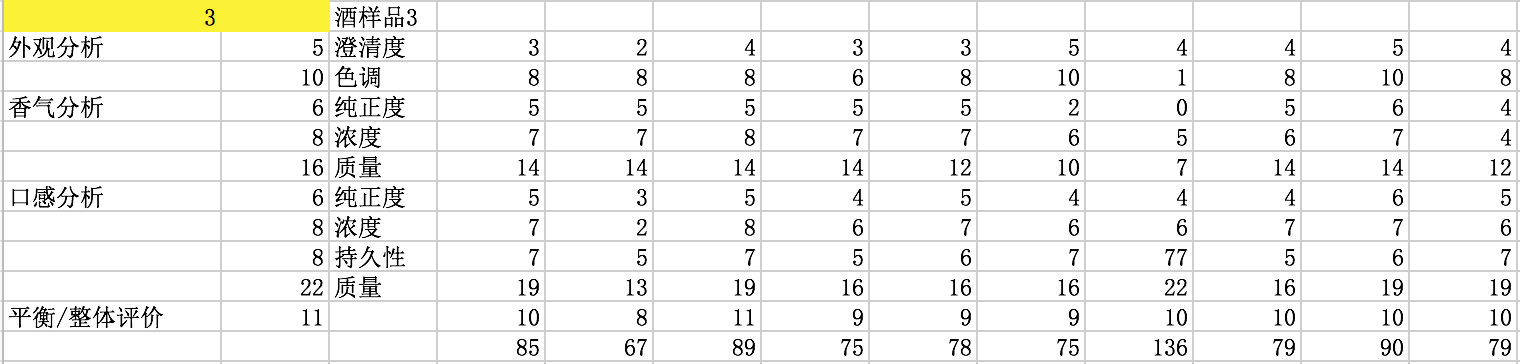 3 酒样品3
外观分析 5 澄清度 3 2 4 3 3 5 4 4 5 4
10 色调 8 8 8 6 8 10 1 8 10 8
香气分析 6 纯正度 5 5 5 5 5 2 0 5 6 4
8 浓度 7 7 8 7 7 6 5 6 7 4
16 质量 14 14 14 14 12 10 7 14 14 12
口感分析 6 纯正度 5 3 5 4 5 4 4 4 6 5
8 浓度 7 2 8 6 7 6 6 7 7 6
8 持久性 7 5 7 5 6 7 77 5 6 7
22 质量 19 13 19 16 16 16 22 16 19 19
平衡/整体评价 11 10 8 11 9 9 9 10 10 10 10
85 67 89 75 78 75 136 79 90 79